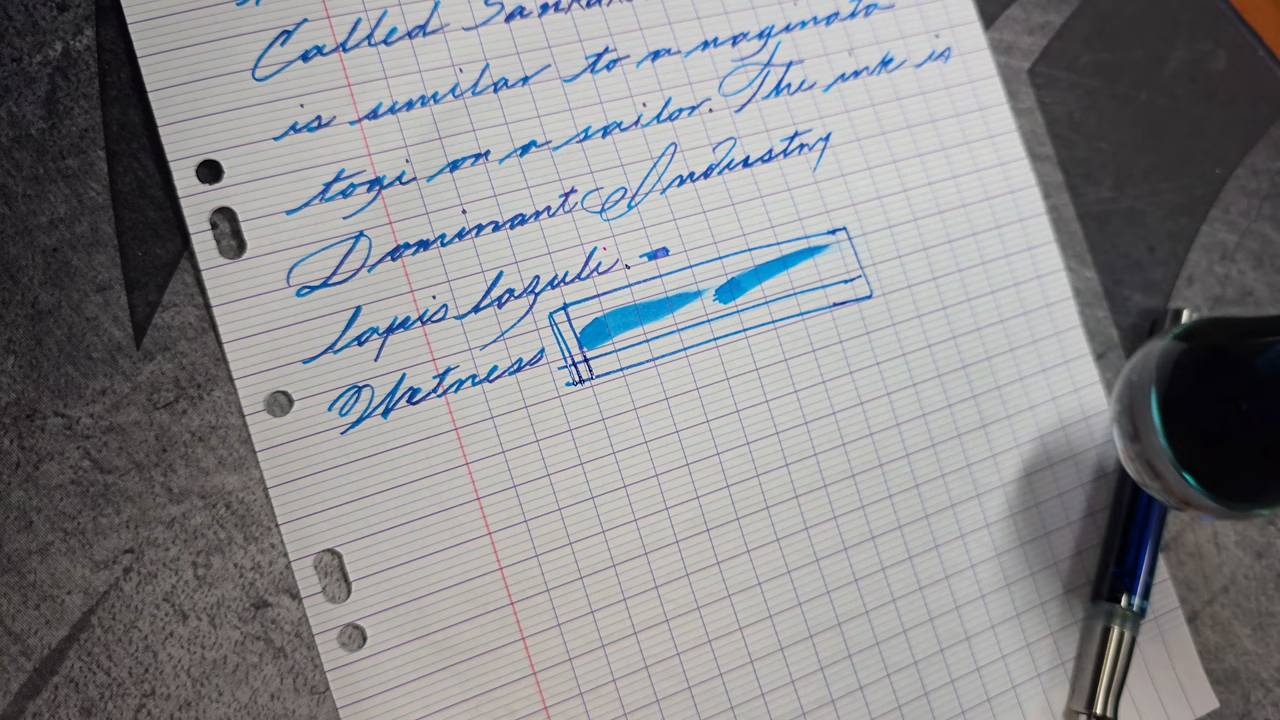 Called
is similar to a naginata
togi on a sailor. The ink is
Dominant Industry
lapis lazuli.
Wetness